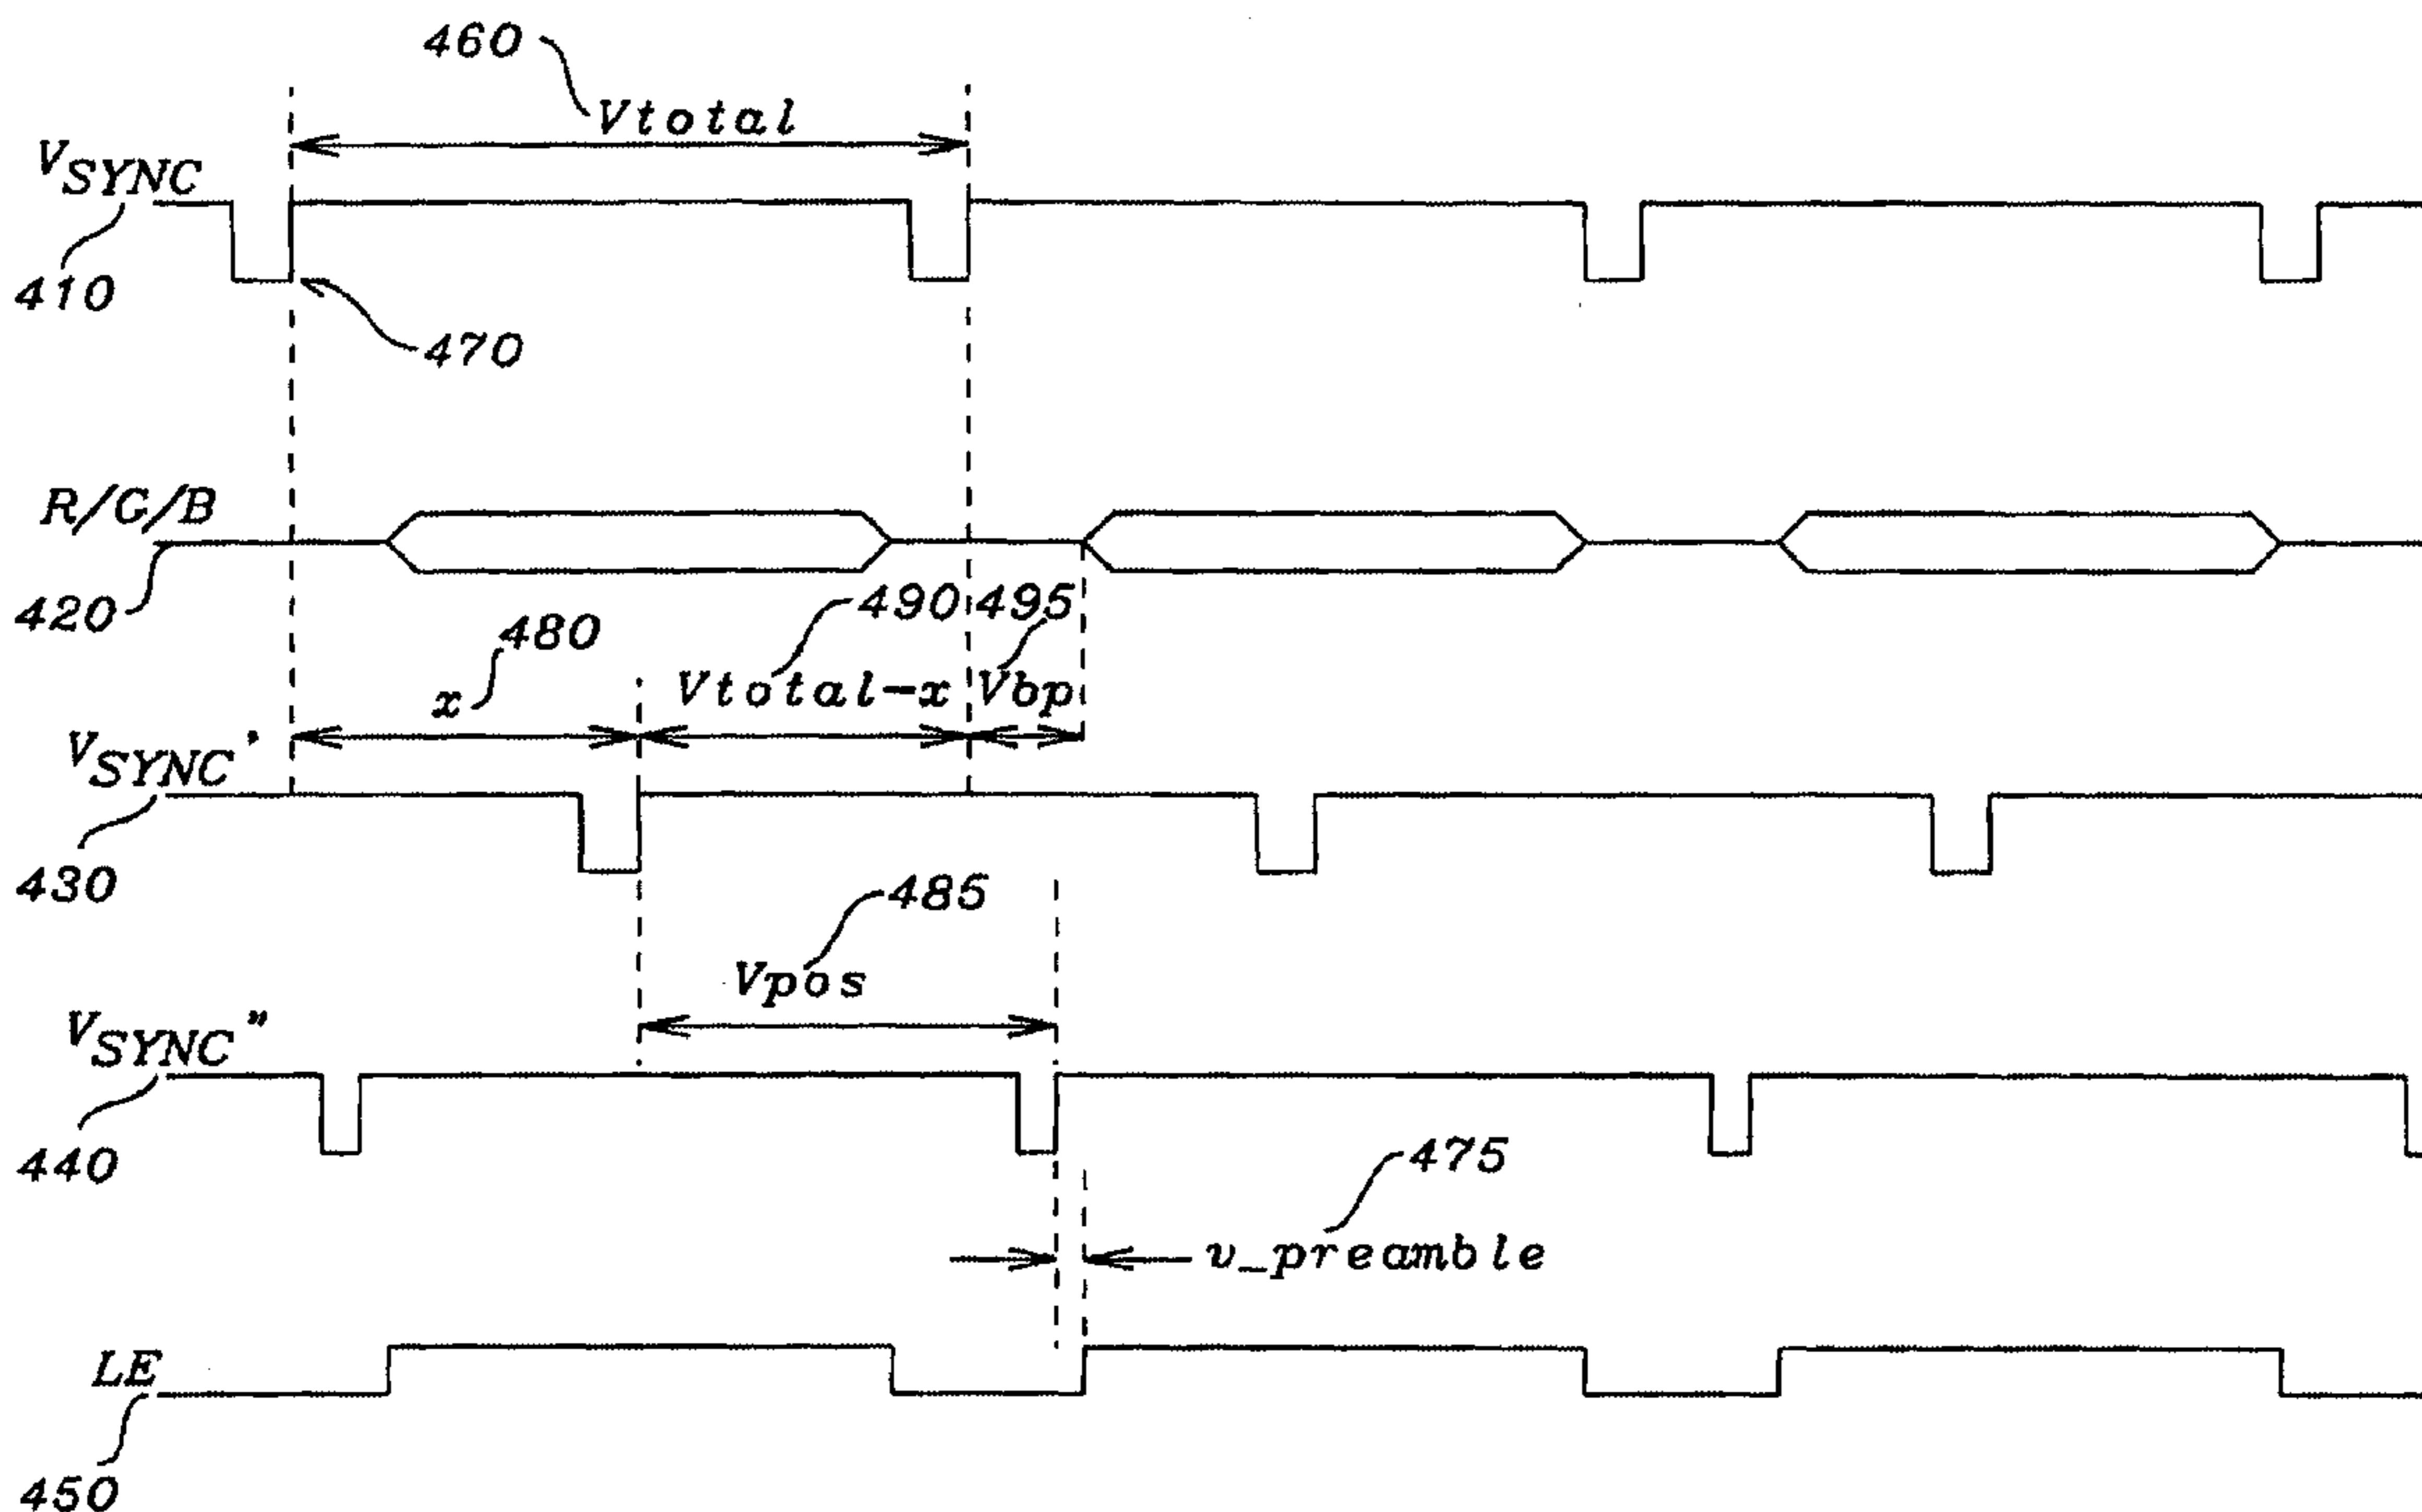 460
Vtotal
VSYNC
410
470
R/G/B
420
490 495
480
x Vtotal-x Vbp
VSYNC'
430
485
Vpos
VSYNC"
440
475
v_preamble
LE
450